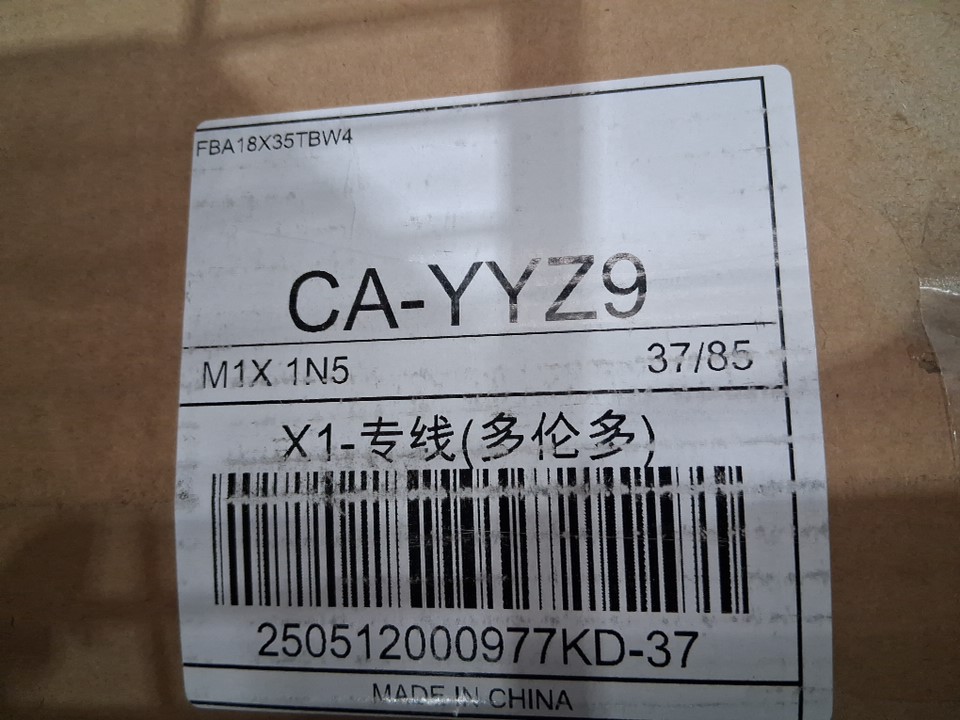 FBA18X35TBW4
CA-YYZ9
M1X 1N5
37/85
X1-专线(多伦多)
250512000977KD-37
MADE IN CHINA